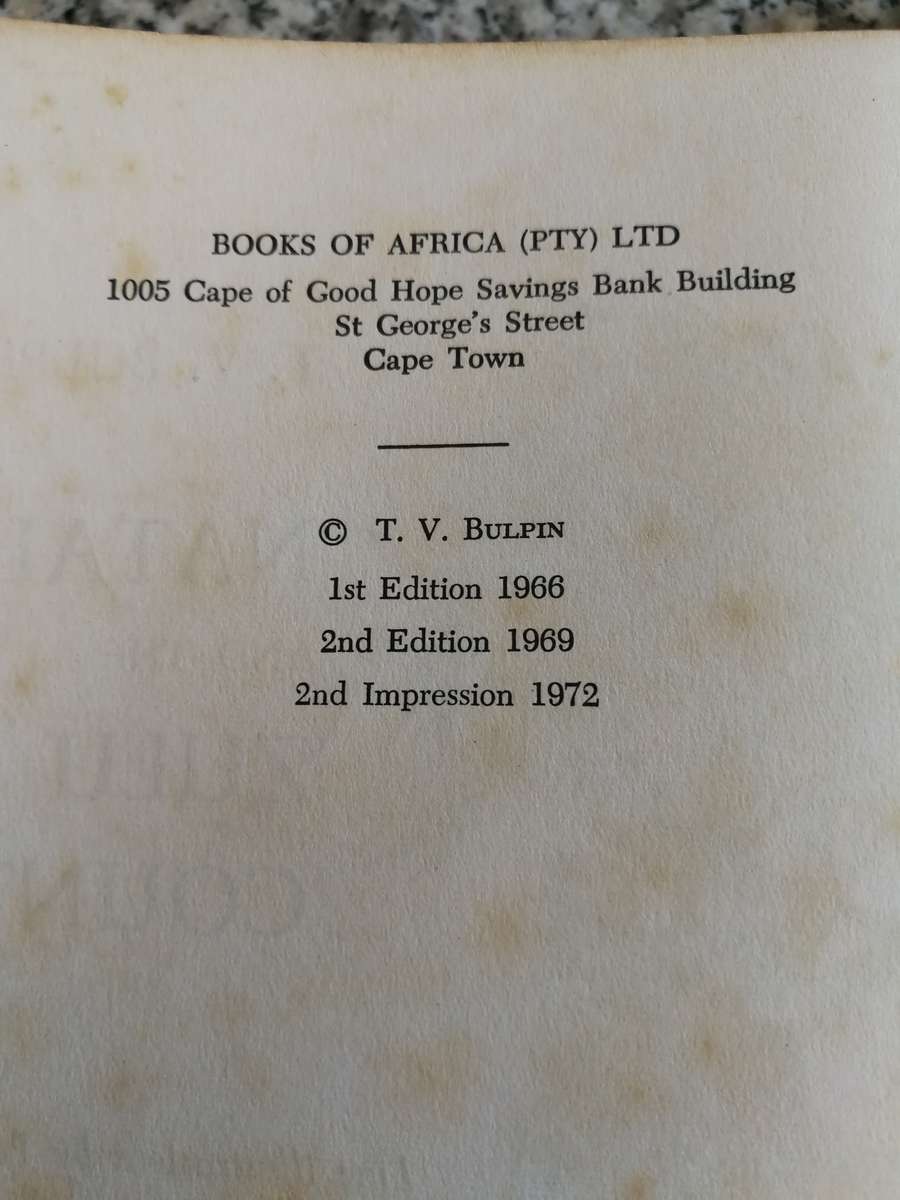 BOOKS OF AFRICA (PTY) LTD
1005 Cape of Good Hope Savings Bank Building
St George's Street
Cape Town
© T. V. BULPIN
1st Edition 1966
2nd Edition 1969
2nd Impression 1972